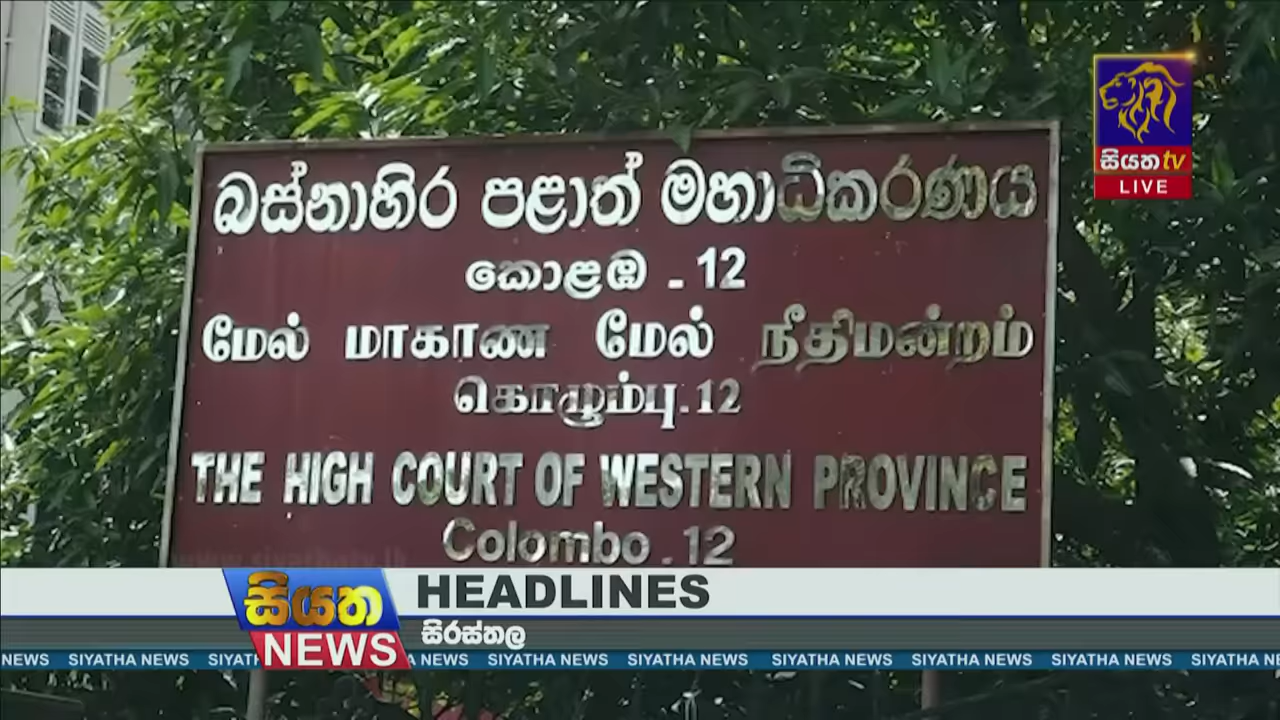 සියත tv
LIVE
බස්නාහිර පළාත් මහාධිකරණය
කොළඹ - 12
மேல் மாகாண மேல் நீதிமன்றம்
கொழும்பு.12
THE HIGH COURT OF WESTERN PROVINCE
Colombo . 12
සියත
NEWS
HEADLINES
සිරස්තල
NEWS SIYATHA NEWS SIYATH A NEWS SIYATHA NEWS SIYATHA NEWS SIYATHA NEWS SIYATHA NEWS SIYATHA NEWS SIYATHA N